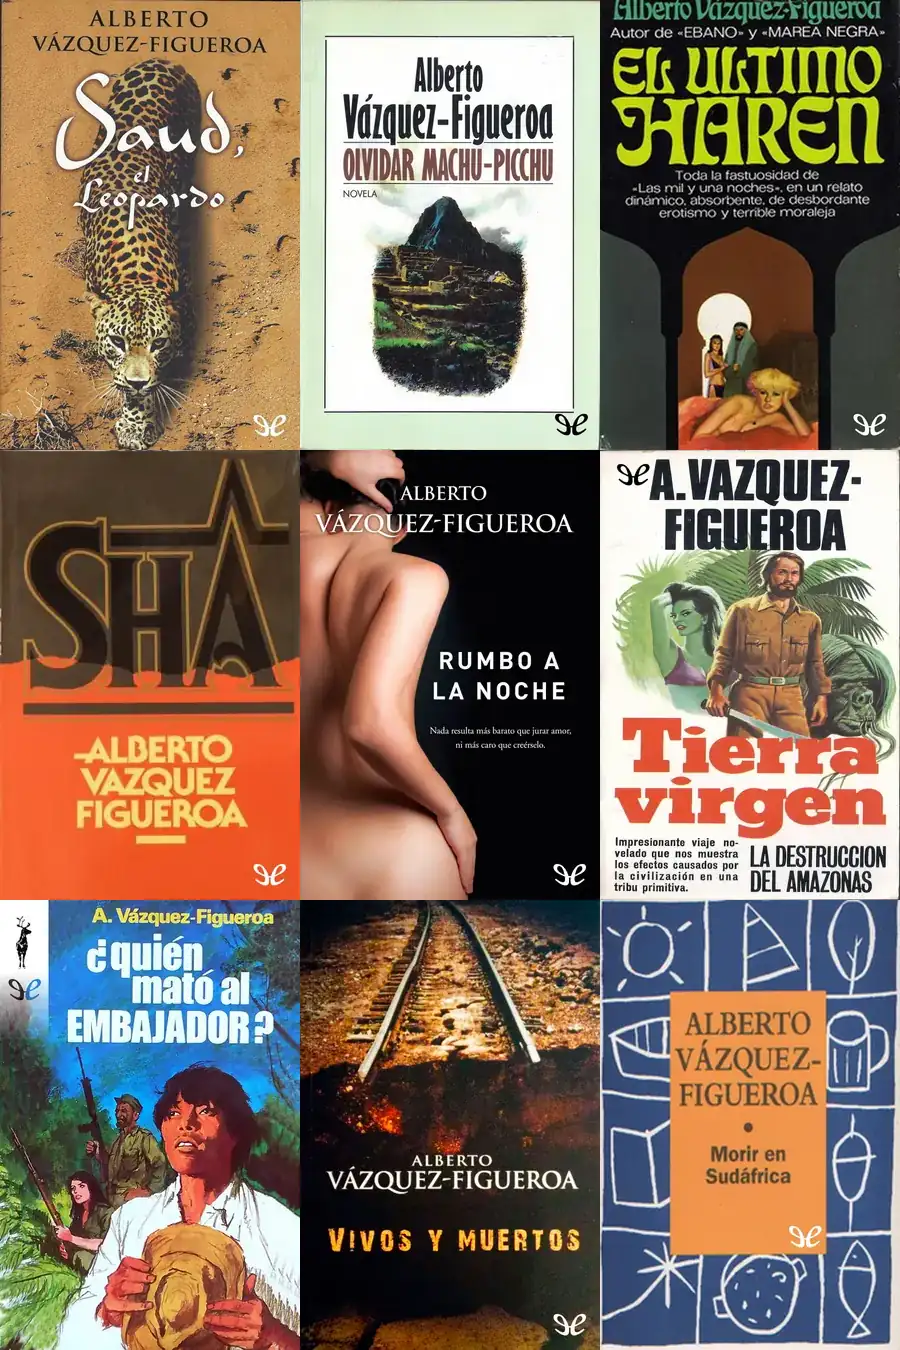 ALBERTO
VÁZQUEZ-FIGUEROA
Saud,
el
Leopardo
Alberto
Vázquez-Figueroa
OLVIDAR MACHU-PICCHU
NOVELA
Alberto Vázquez-Figueroa
Autor de «EBANO» y «MAREA NEGRA»
EL ULTIMO
HAREN
Toda la fastuosidad de
«Las mil y una noches», en un relato
dinámico, absorbente, de desbordante
erotismo y terrible moraleja
SHA
ALBERTO
VAZQUEZ
FIGUEROA
ALBERTO
VÁZQUEZ-FIGUEROA
RUMBO A
LA NOCHE
Nada resulta más barato que jurar amor,
ni más caro que creérselo.
A. VAZQUEZ-
FIGUEROA
Tierra
virgen
Impresionante viaje no-
velado que nos muestra
los efectos causados por
la civilización en una
tribu primitiva.
LA DESTRUCCION
DEL AMAZONAS
A. Vázquez-Figueroa
¿quién
mató al
EMBAJADOR?
ALBERTO
VÁZQUEZ-FIGUEROA
VIVOS Y MUERTOS
ALBERTO
VÁZQUEZ-
FIGUEROA
•
Morir en
Sudáfrica